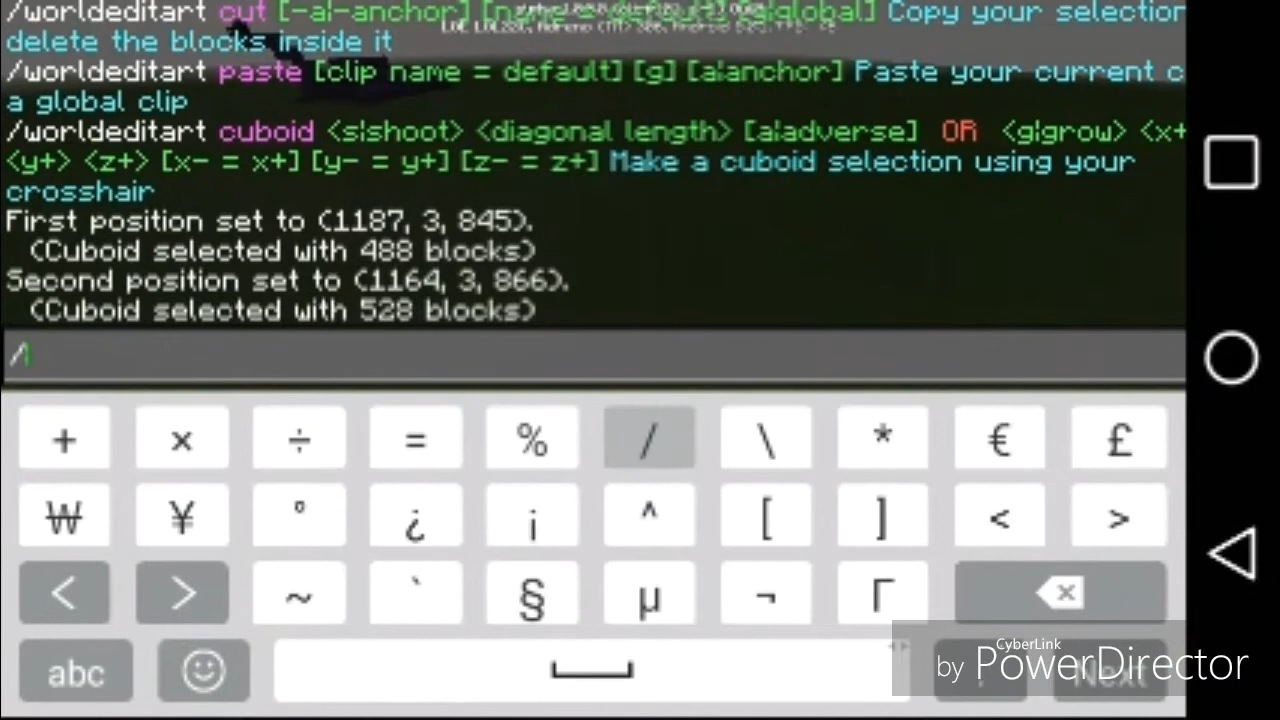 /worldeditart cut [-a|-anchor] [name = [g|global] Copy your selection
delete the blocks inside it
/worldeditart paste [clip name = default] [g] [a|anchor] Paste your current c
a global clip
/worldeditart cuboid <s|shoot> <diagonal length> [a|adverse] OR <g|grow> <x+
<y+> <z+> [x- = x+] [y- = y+] [z- = z+] Make a cuboid selection using your
crosshair
First position set to (1187, 3, 845).
(Cuboid selected with 488 blocks)
Second position set to (1164, 3, 866).
(Cuboid selected with 528 blocks)
/
+ × ÷ = % / \ * € £
₩ ¥ ° ¿ ¡ ^ [ ] < >
< > ~ ` § µ ¬ Γ
abc Next
CyberLink
by PowerDirector